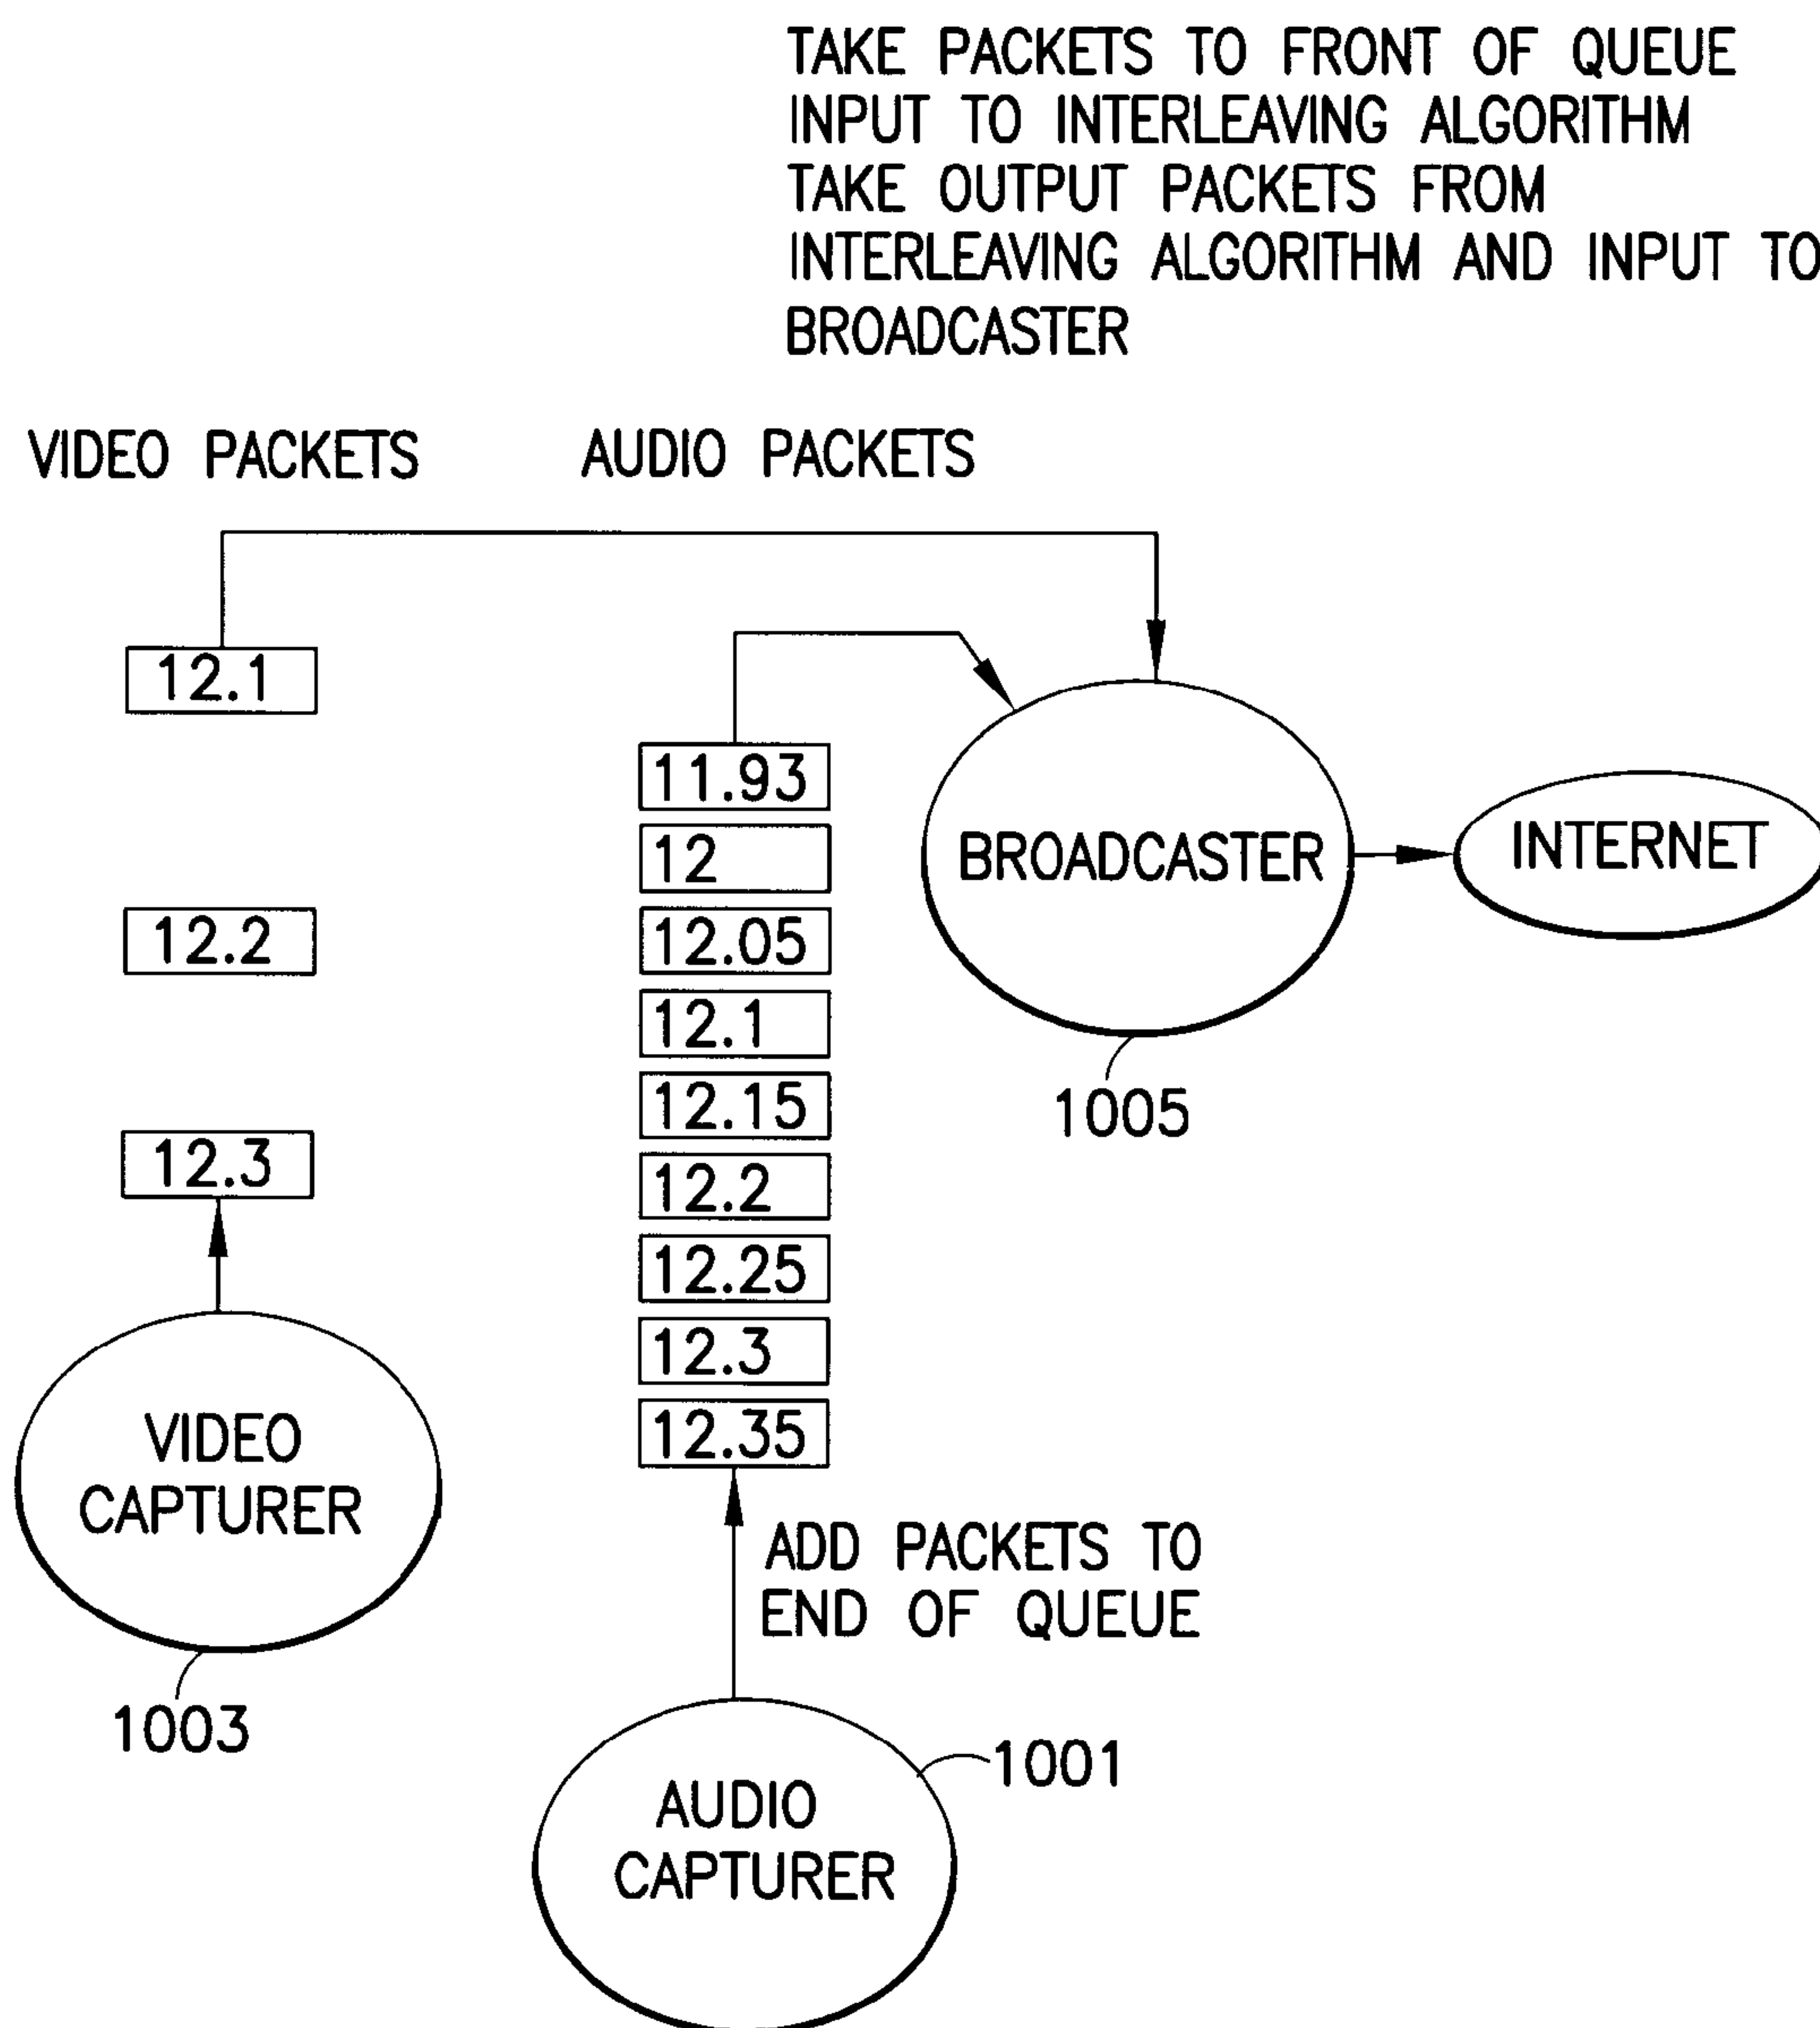 TAKE PACKETS TO FRONT OF QUEUE
INPUT TO INTERLEAVING ALGORITHM
TAKE OUTPUT PACKETS FROM
INTERLEAVING ALGORITHM AND INPUT TO
BROADCASTER
VIDEO PACKETS
AUDIO PACKETS
12.1
12.2
12.3
11.93
12
12.05
12.1
12.15
12.2
12.25
12.3
12.35
BROADCASTER
INTERNET
1005
VIDEO
CAPTURER
1003
ADD PACKETS TO
END OF QUEUE
1001
AUDIO
CAPTURER